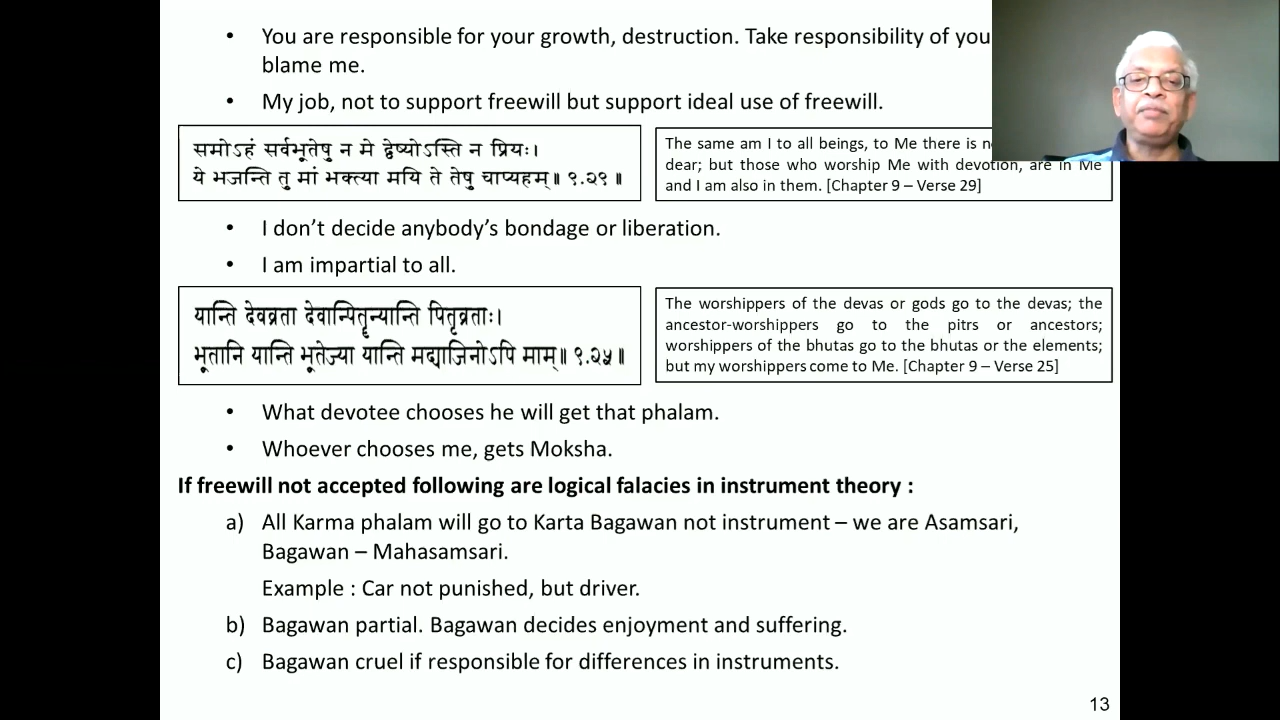 • You are responsible for your growth, destruction. Take responsibility of you
blame me.
• My job, not to support freewill but support ideal use of freewill.
समोऽहं सर्वभूतेषु न मे द्वेष्योऽस्ति न प्रियः।
ये भजन्ति तु मां भक्त्या मयि ते तेषु चाप्यहम्॥ ९.२९॥
The same am I to all beings, to Me there is
dear; but those who worship Me with devotion, are in Me
and I am also in them. [Chapter 9 – Verse 29]
• I don’t decide anybody’s bondage or liberation.
• I am impartial to all.
यान्ति देवव्रता देवान्पितॄन्यान्ति पितृव्रताः।
भूतानि यान्ति भूतेज्या यान्ति मद्याजिनोऽपि माम्॥ ९.२५॥
The worshippers of the devas or gods go to the devas; the
ancestor-worshippers go to the pitrs or ancestors;
worshippers of the bhutas go to the bhutas or the elements;
but my worshippers come to Me. [Chapter 9 – Verse 25]
• What devotee chooses he will get that phalam.
• Whoever chooses me, gets Moksha.
If freewill not accepted following are logical falacies in instrument theory :
a) All Karma phalam will go to Karta Bagawan not instrument – we are Asamsari,
Bagawan – Mahasamsari.
Example : Car not punished, but driver.
b) Bagawan partial. Bagawan decides enjoyment and suffering.
c) Bagawan cruel if responsible for differences in instruments.
13